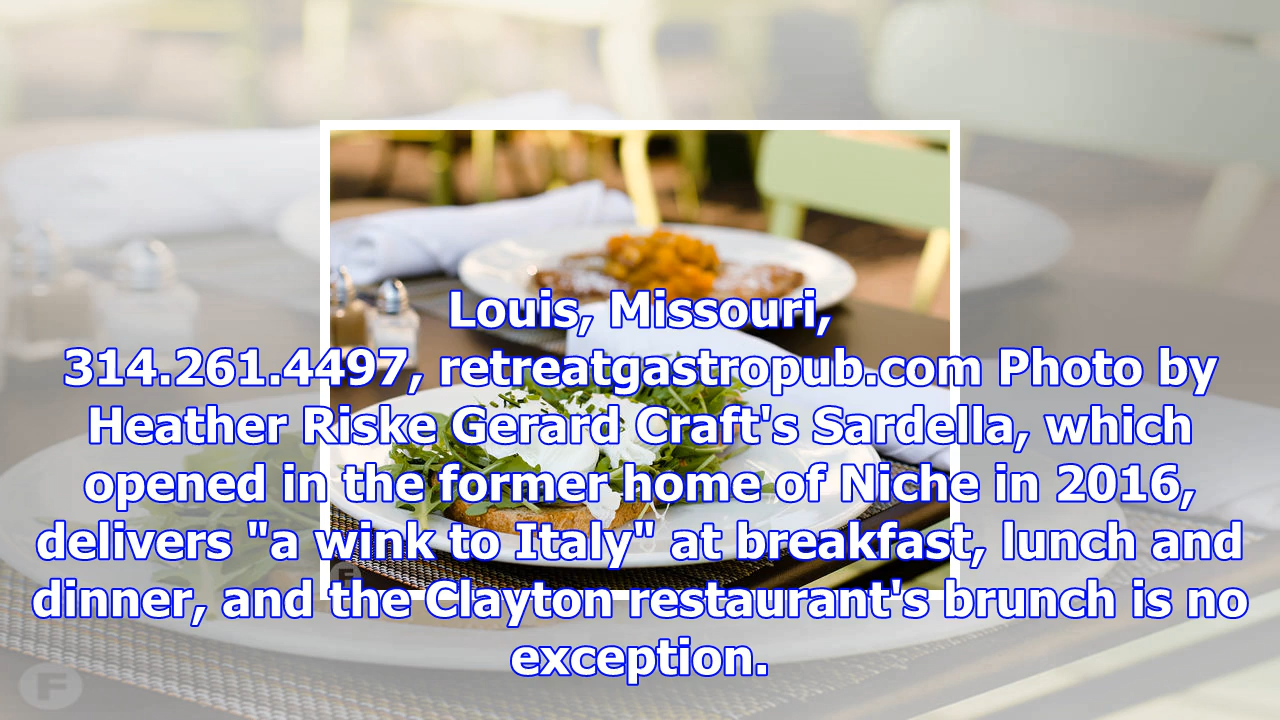 Louis, Missouri,
314.261.4497, retreatgastropub.com Photo by
Heather Riske Gerard Craft's Sardella, which
opened in the former home of Niche in 2016,
delivers "a wink to Italy" at breakfast, lunch and
dinner, and the Clayton restaurant's brunch is no
exception.
F
F